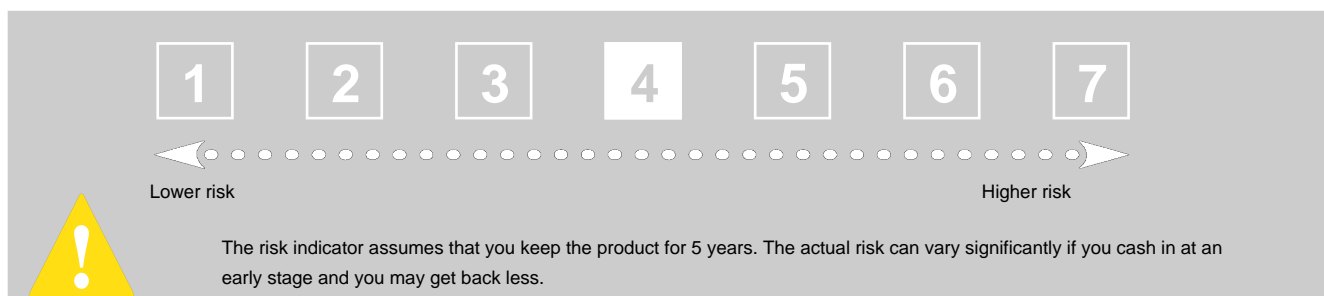 1 2 3 4 5 6 7
Lower risk Higher risk
!
The risk indicator assumes that you keep the product for 5 years. The actual risk can vary significantly if you cash in at an
early stage and you may get back less.